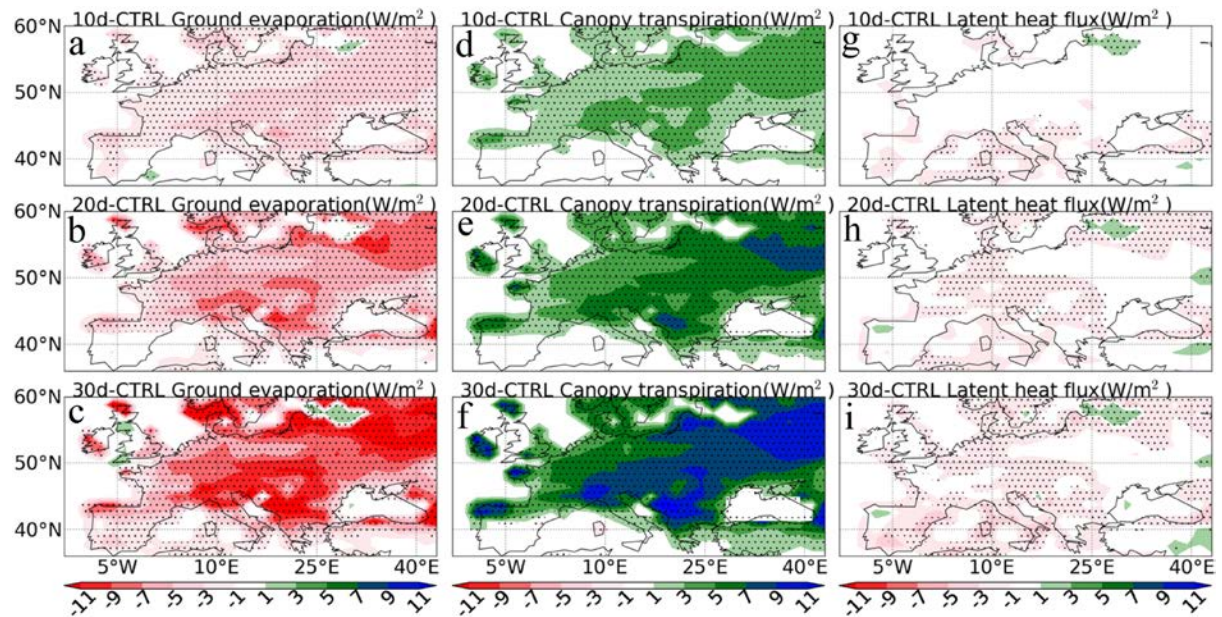 10d-CTRL Ground evaporation(W/m²) 10d-CTRL Canopy transpiration(W/m²) 10d-CTRL Latent heat flux(W/m²)
60°N a d g
50°N
40°N
20d-CTRL Ground evaporation(W/m²) 20d-CTRL Canopy transpiration(W/m²) 20d-CTRL Latent heat flux(W/m²)
60°N b e h
50°N
40°N
30d-CTRL Ground evaporation(W/m²) 30d-CTRL Canopy transpiration(W/m²) 30d-CTRL Latent heat flux(W/m²)
60°N c f i
50°N
40°N
5°W 10°E 25°E 40°E 5°W 10°E 25°E 40°E 5°W 10°E 25°E 40°E
-11 -9 -7 -5 -3 -1 1 3 5 7 9 11 -11 -9 -7 -5 -3 -1 1 3 5 7 9 11 -11 -9 -7 -5 -3 -1 1 3 5 7 9 11